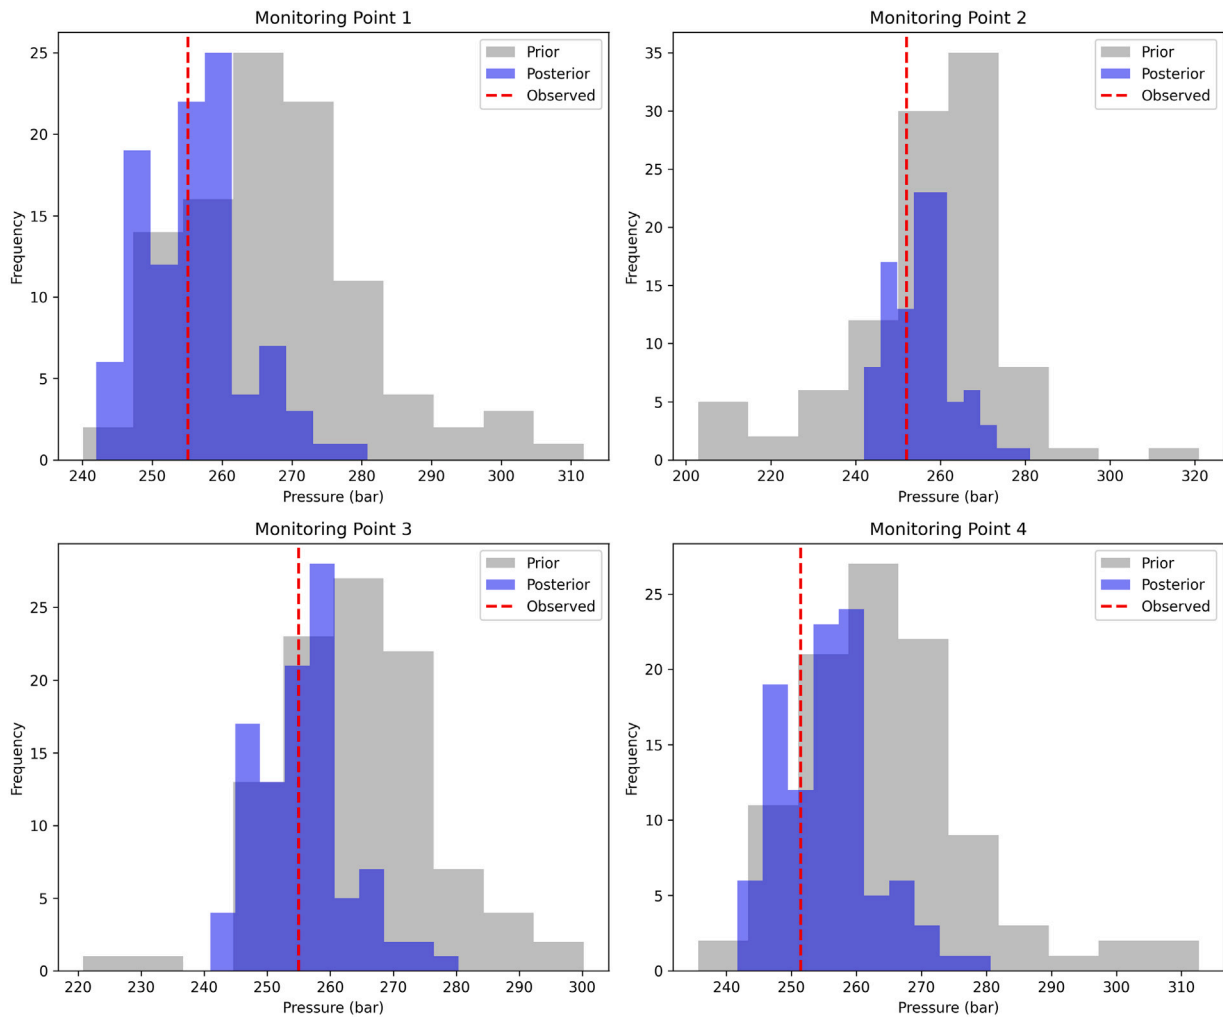 Monitoring Point 1
25
20
15
10
5
0
Frequency
Prior
Posterior
Observed
240 250 260 270 280 290 300 310
Pressure (bar)
Monitoring Point 2
35
30
25
20
15
10
5
0
Frequency
Prior
Posterior
Observed
200 220 240 260 280 300 320
Pressure (bar)
Monitoring Point 3
25
20
15
10
5
0
Frequency
Prior
Posterior
Observed
220 230 240 250 260 270 280 290 300
Pressure (bar)
Monitoring Point 4
25
20
15
10
5
0
Frequency
Prior
Posterior
Observed
240 250 260 270 280 290 300 310
Pressure (bar)